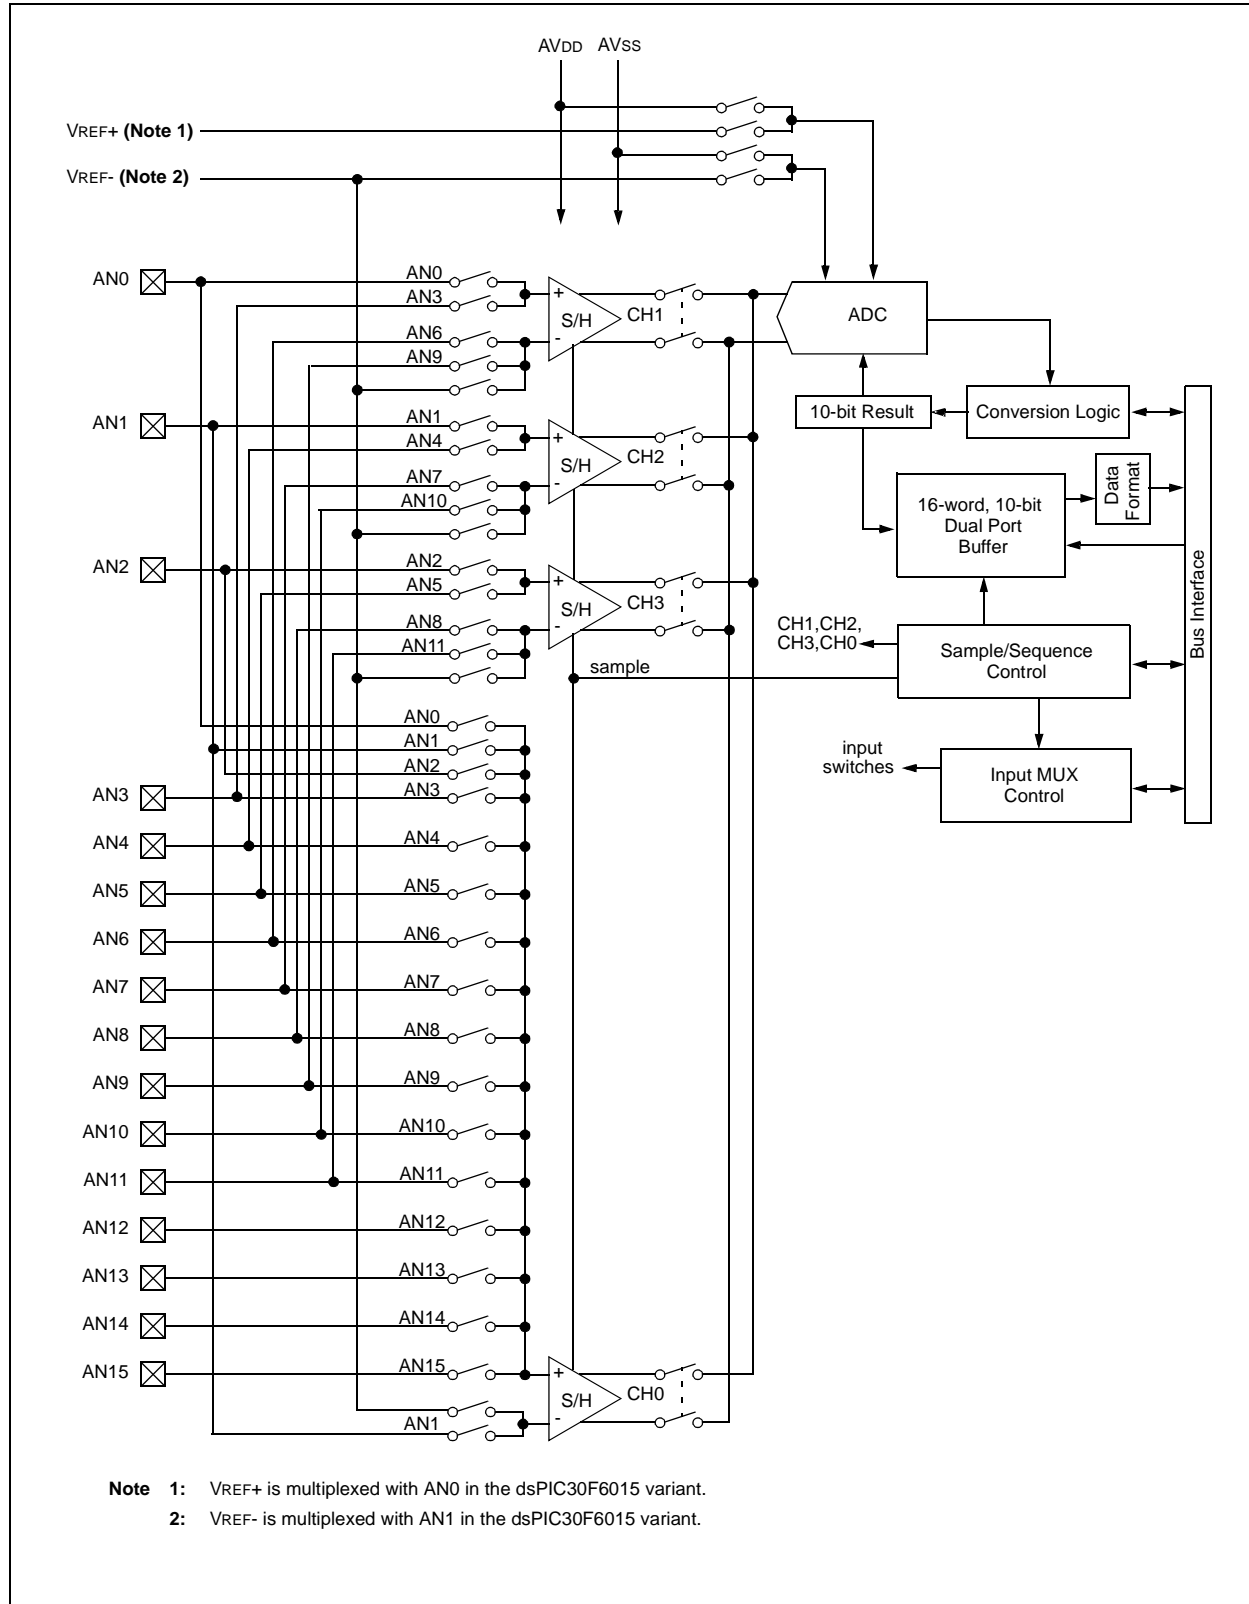 AVDD AVSS
VREF+ (Note 1)
VREF- (Note 2)
AN0
AN0
AN3
+
S/H
-
CH1
ADC
AN6
AN9
10-bit Result
Conversion Logic
AN1
AN1
AN4
+
S/H
-
CH2
AN7
AN10
16-word, 10-bit
Dual Port
Buffer
Data
Format
AN2
AN2
AN5
+
S/H
-
CH3
AN8
AN11
CH1,CH2,
CH3,CH0
Sample/Sequence
Control
Bus Interface
sample
AN0
AN1
AN2
AN3
AN3
input
switches
Input MUX
Control
AN4
AN4
AN5
AN5
AN6
AN6
AN7
AN7
AN8
AN8
AN9
AN9
AN10
AN10
AN11
AN11
AN12
AN12
AN13
AN13
AN14
AN14
AN15
AN15
+
S/H
-
CH0
AN1
Note 1: VREF+ is multiplexed with AN0 in the dsPIC30F6015 variant.
2: VREF- is multiplexed with AN1 in the dsPIC30F6015 variant.